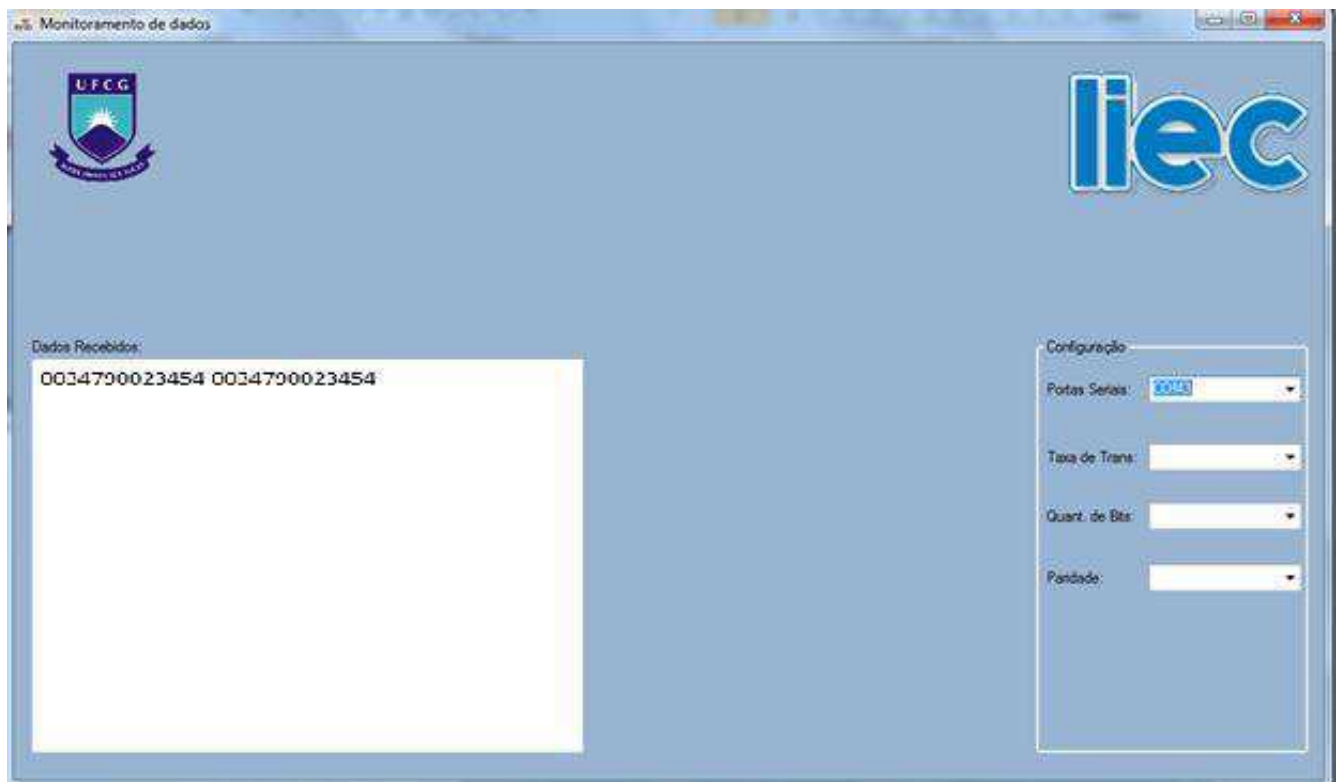 Monitoramento de dados
UFCG
liec
Dados Recebidos:
0034790023454 0034790023454
Configuração
Portas Seriais:
Taxa de Trans:
Quant. de Bits:
Paridade: